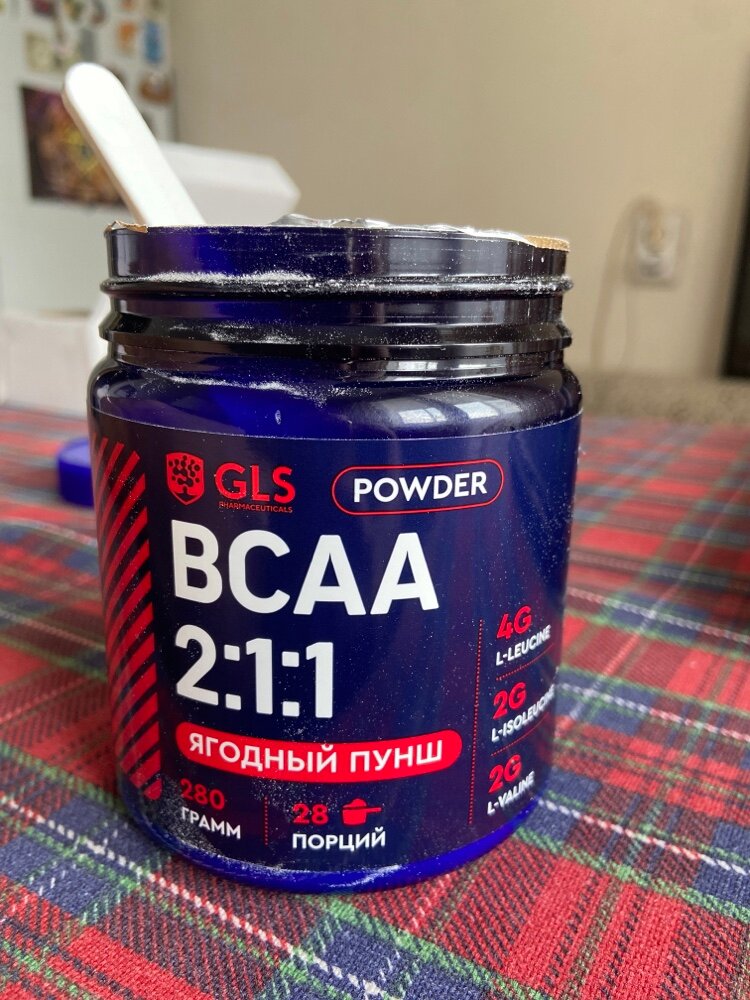 GLS
PHARMACEUTICALS
POWDER
BCAA
2:1:1
4G
L-LEUCINE
2G
L-ISOLEUCINE
2G
L-VALINE
ЯГОДНЫЙ ПУНШ
280
ГРАММ
28
ПОРЦИЙ